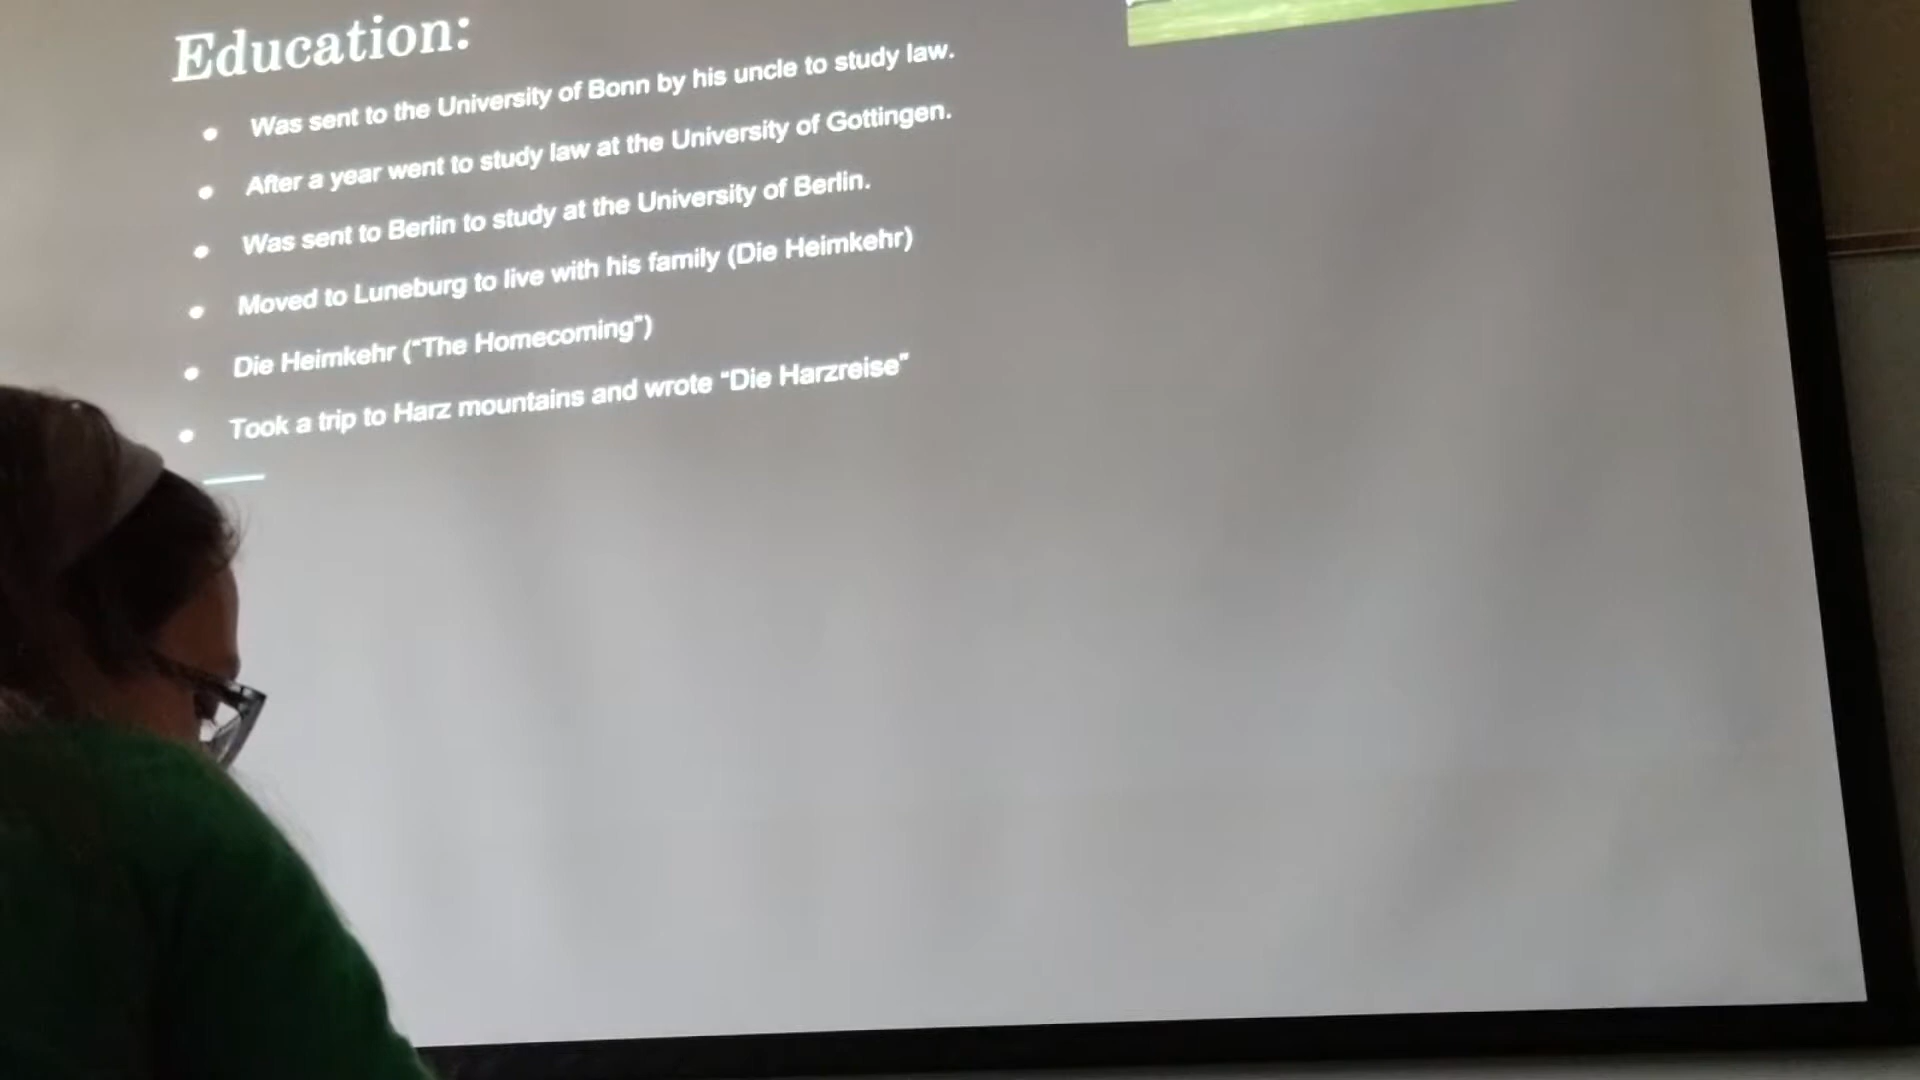 Education:
● Was sent to the University of Bonn by his uncle to study law.
● After a year went to study law at the University of Gottingen.
● Was sent to Berlin to study at the University of Berlin.
● Moved to Luneburg to live with his family (Die Heimkehr)
● Die Heimkehr (“The Homecoming”)
● Took a trip to Harz mountains and wrote “Die Harzreise”